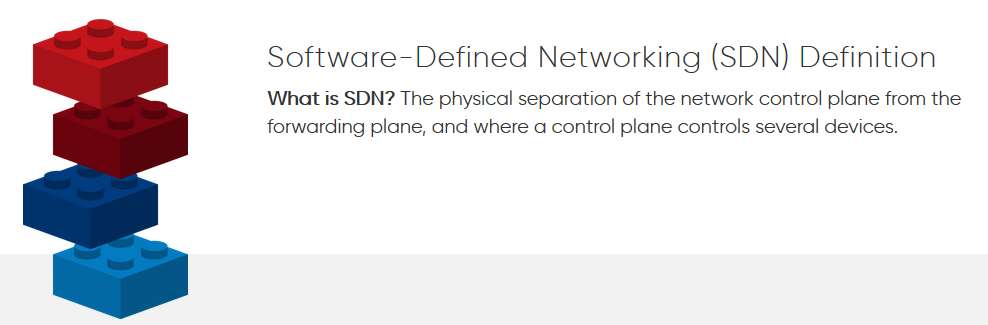 Software-Defined Networking (SDN) Definition
What is SDN? The physical separation of the network control plane from the
forwarding plane, and where a control plane controls several devices.